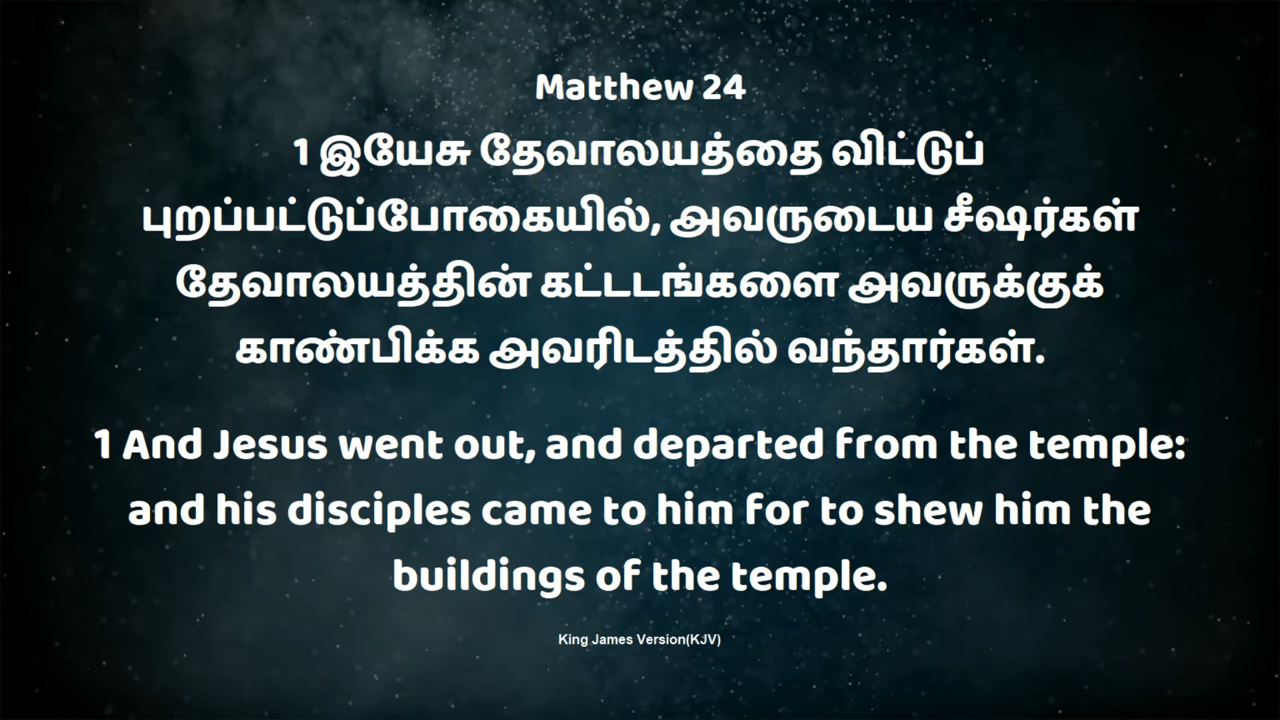 Matthew 24
1 இயேசு தேவாலயத்தை விட்டுப்
புறப்பட்டுப்போகையில், அவருடைய சீஷர்கள்
தேவாலயத்தின் கட்டடங்களை அவருக்குக்
காண்பிக்க அவரிடத்தில் வந்தார்கள்.
1 And Jesus went out, and departed from the temple:
and his disciples came to him for to shew him the
buildings of the temple.
King James Version(KJV)